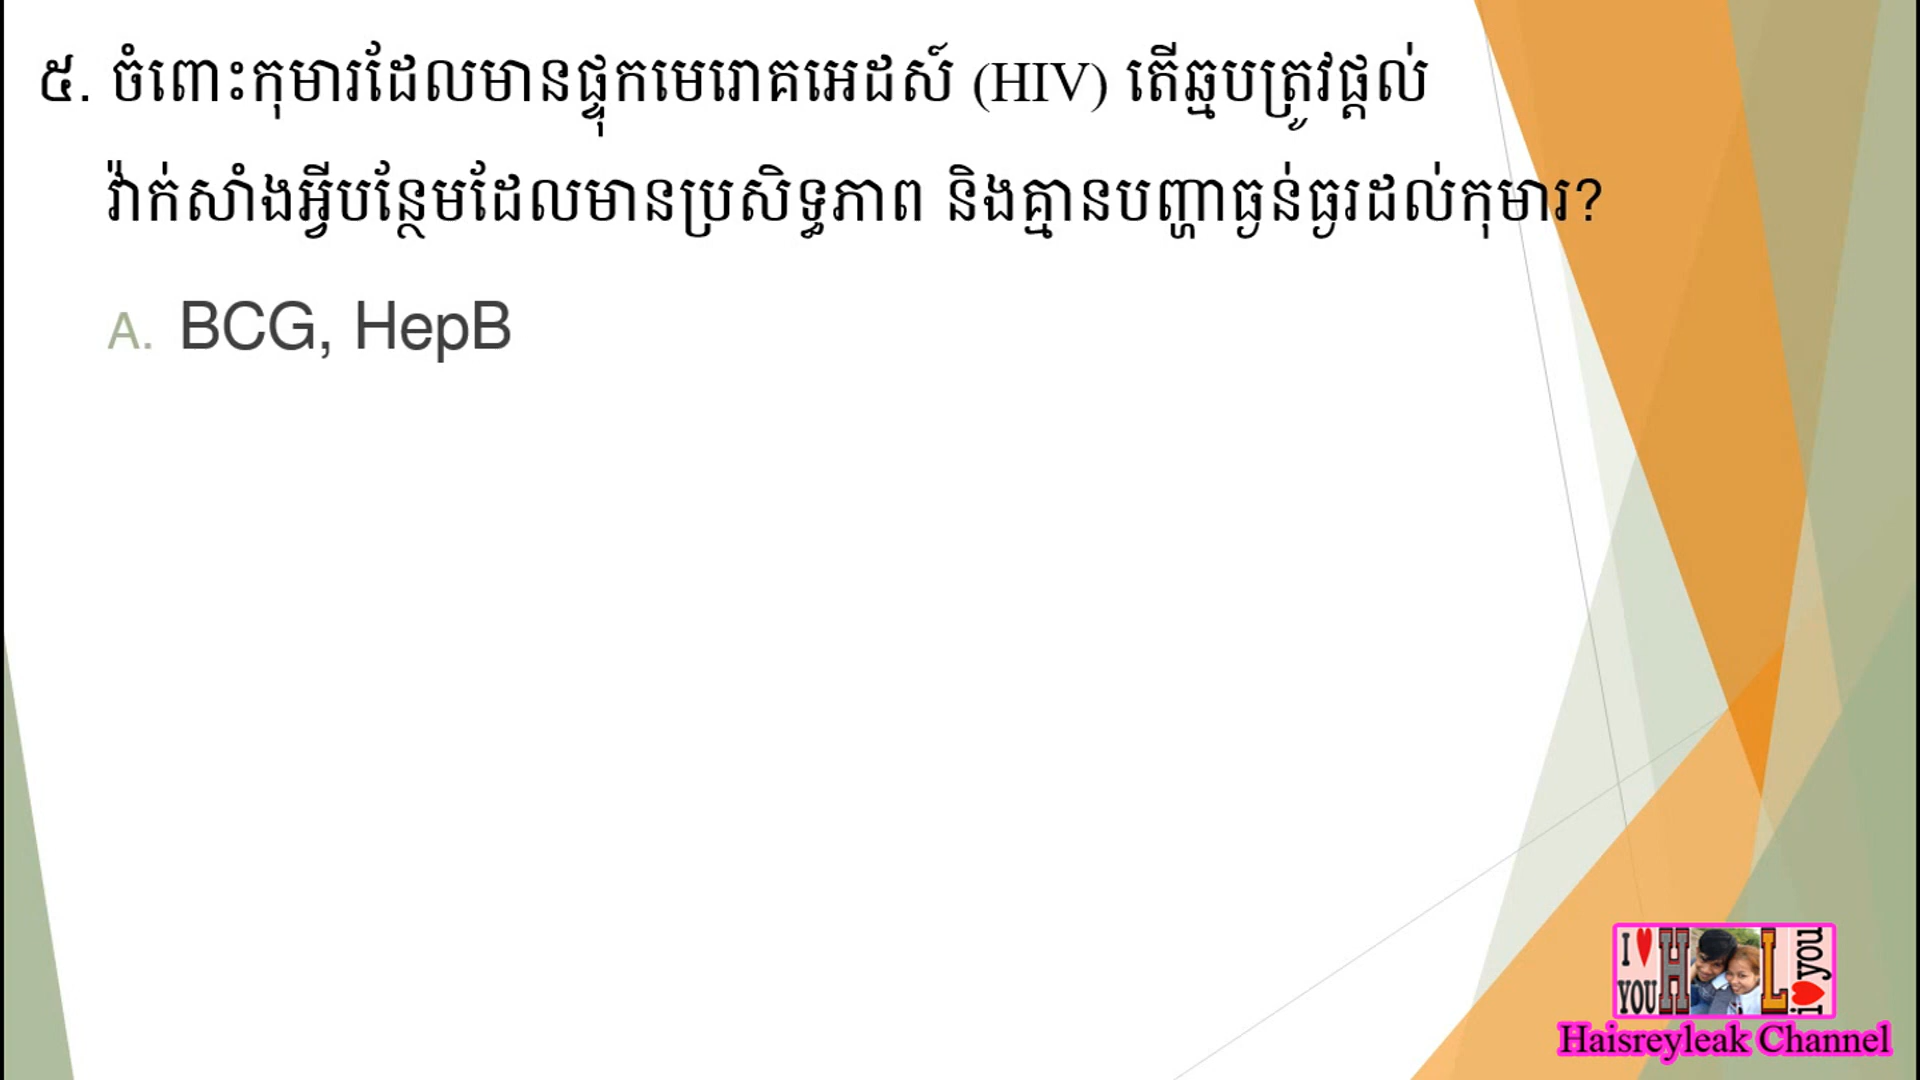 ៥. ចំពោះកុមារដែលមានផ្ទុកមេរោគអេដស៍ (HIV) តើឆ្មបត្រូវផ្តល់
វ៉ាក់សាំងអ្វីបន្ថែមដែលមានប្រសិទ្ធភាព និងគ្មានបញ្ហាធ្ងន់ធ្ងរដល់កុមារ?
A. BCG, HepB
I ♥ YOU H L i ♥ you
Haisreyleak Channel